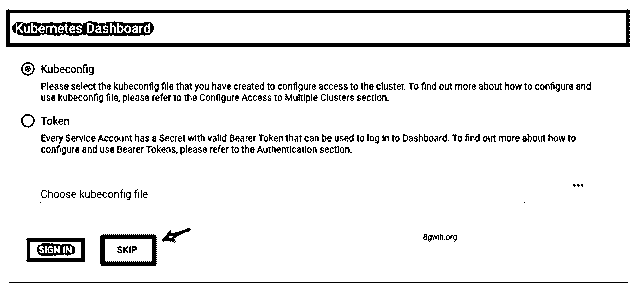 Kubernetes Dashboard
Kubeconfig
Please select the kubeconfig file that you have created to configure access to the cluster. To find out more about how to configure and
use kubeconfig file, please refer to the Configure Access to Multiple Clusters section.
Token
Every Service Account has a Secret with valid Bearer Token that can be used to log in to Dashboard. To find out more about how to
configure and use Bearer Tokens, please refer to the Authentication section.
Choose kubeconfig file
...
SIGN IN
SKIP
8gwifi.org